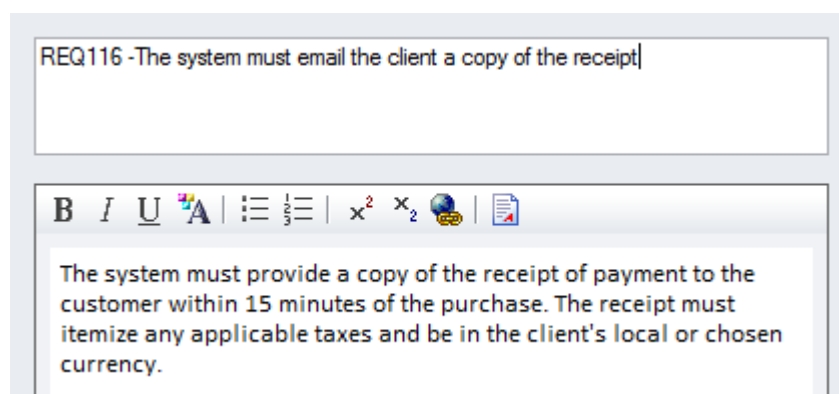 REQ116 -The system must email the client a copy of the receipt
B I U A x² x₂
The system must provide a copy of the receipt of payment to the
customer within 15 minutes of the purchase. The receipt must
itemize any applicable taxes and be in the client's local or chosen
currency.